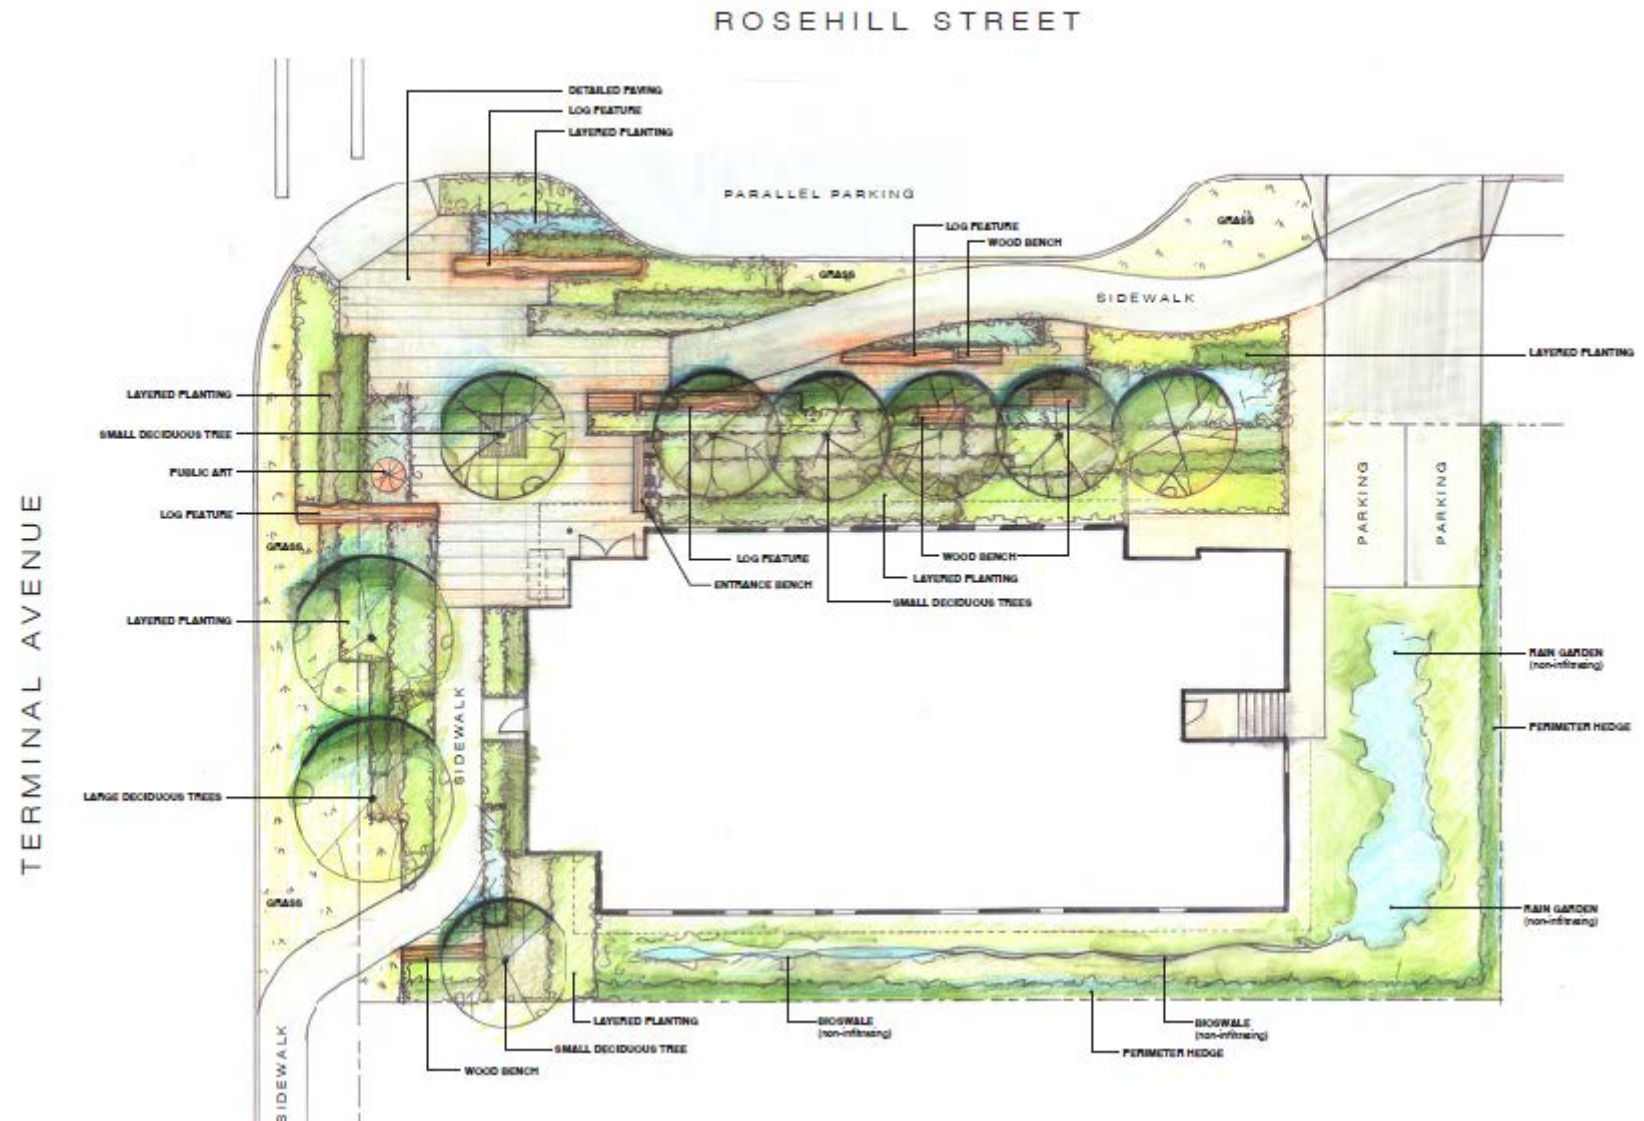 ROSEHILL STREET
DETAILED PAVING
LOG FEATURE
LAYERED PLANTING
PARALLEL PARKING
LOG FEATURE
WOOD BENCH
GRASS
GRASS
SIDEWALK
LAYERED PLANTING
LAYERED PLANTING
SMALL DECIDUOUS TREE
PUBLIC ART
LOG FEATURE
GRASS
PARKING
PARKING
TERMINAL AVENUE
LOG FEATURE
WOOD BENCH
ENTRANCE BENCH
LAYERED PLANTING
SMALL DECIDUOUS TREES
LAYERED PLANTING
RAIN GARDEN
(non-infiltrating)
SIDEWALK
PERIMETER HEDGE
LARGE DECIDUOUS TREES
GRASS
RAIN GARDEN
(non-infiltrating)
LAYERED PLANTING
BIOSWALE
(non-infiltrating)
BIOSWALE
(non-infiltrating)
SMALL DECIDUOUS TREE
PERIMETER HEDGE
WOOD BENCH
SIDEWALK